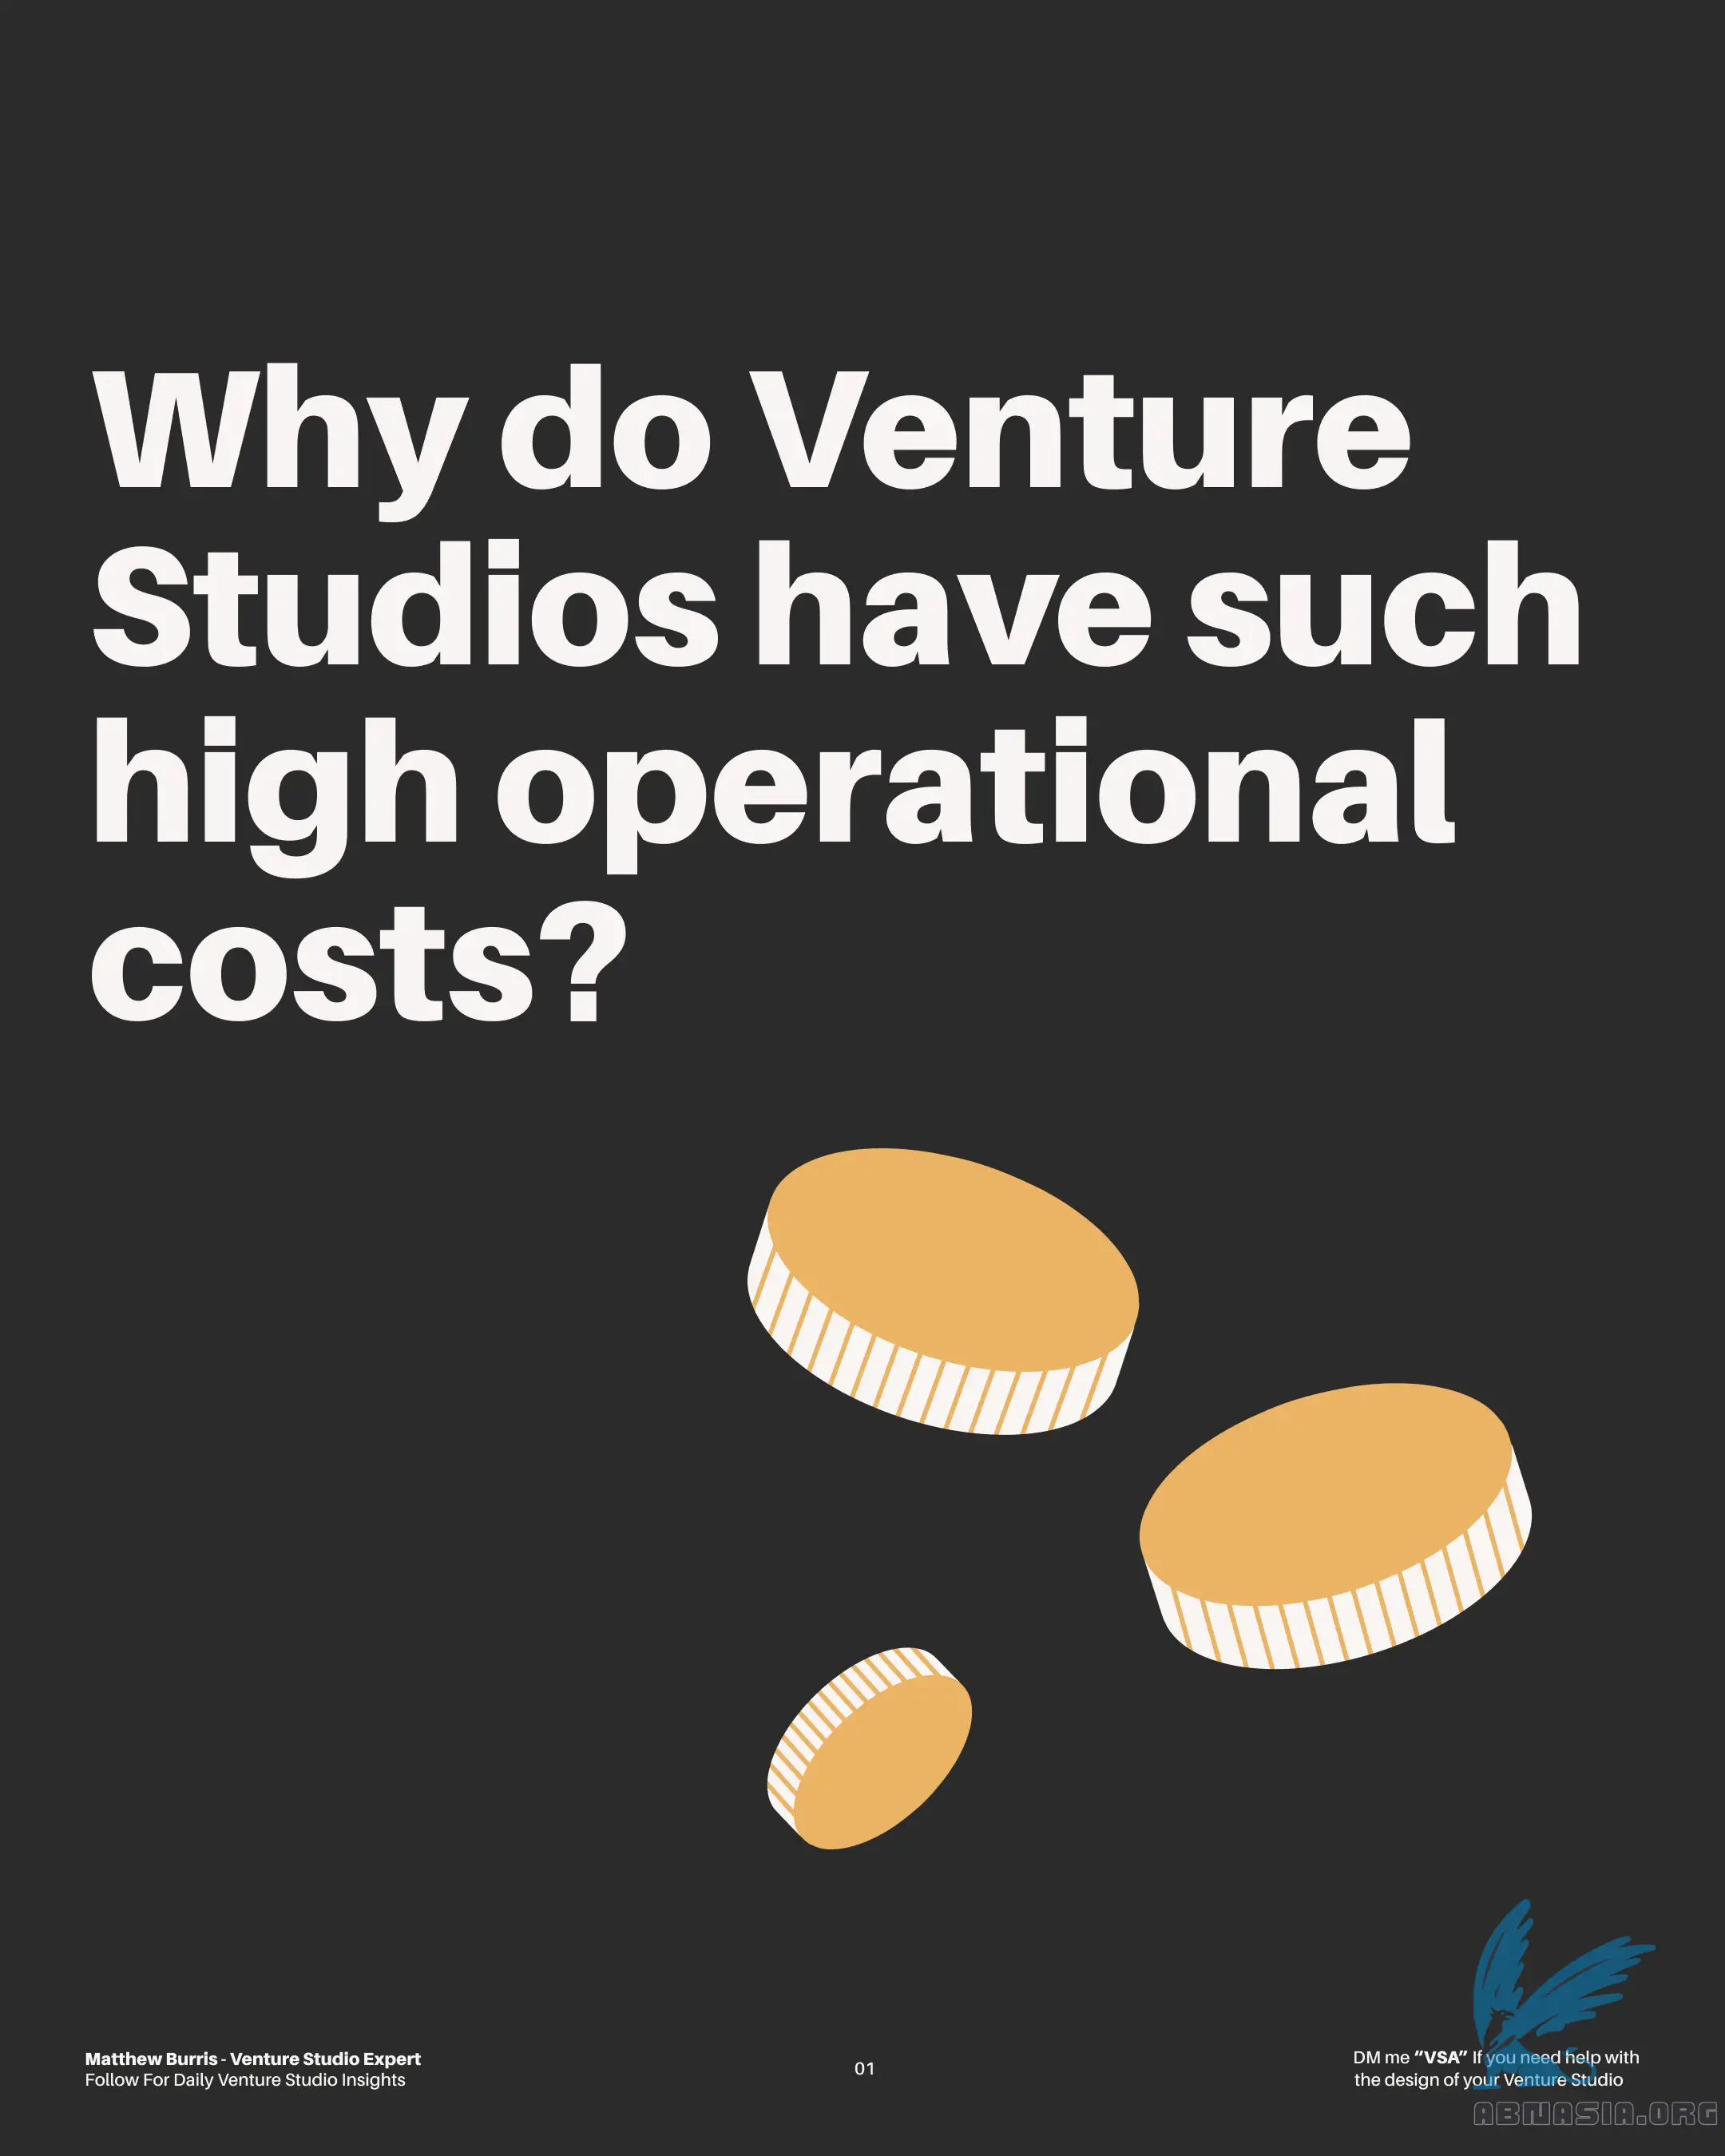 Why do Venture
Studios have such
high operational
costs?
Matthew Burris - Venture Studio Expert
Follow For Daily Venture Studio Insights
01
DM me “VSA” If you need help with
the design of your Venture Studio
ABNASIA.ORG